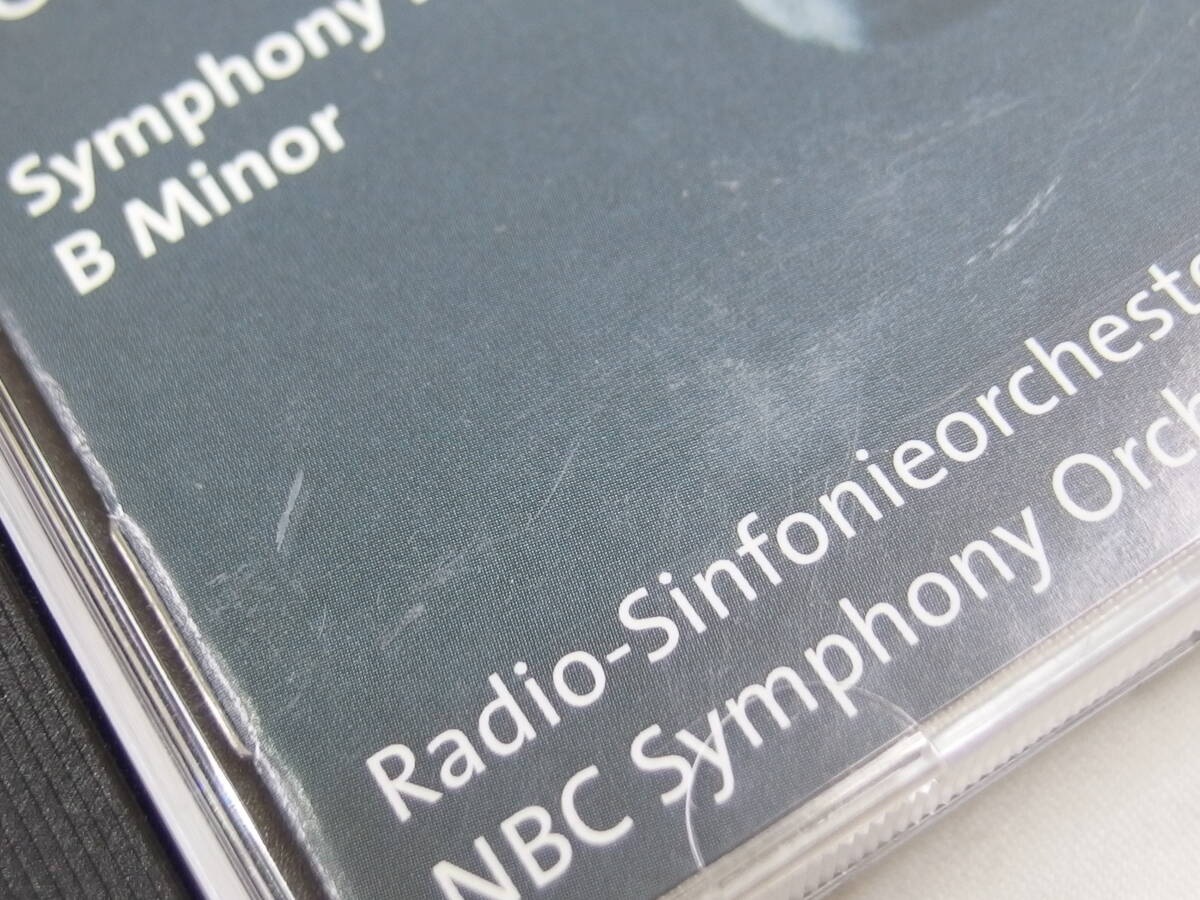 Symphony
B Minor
Radio-Sinfonieorcheste
NBC Symphony Orch